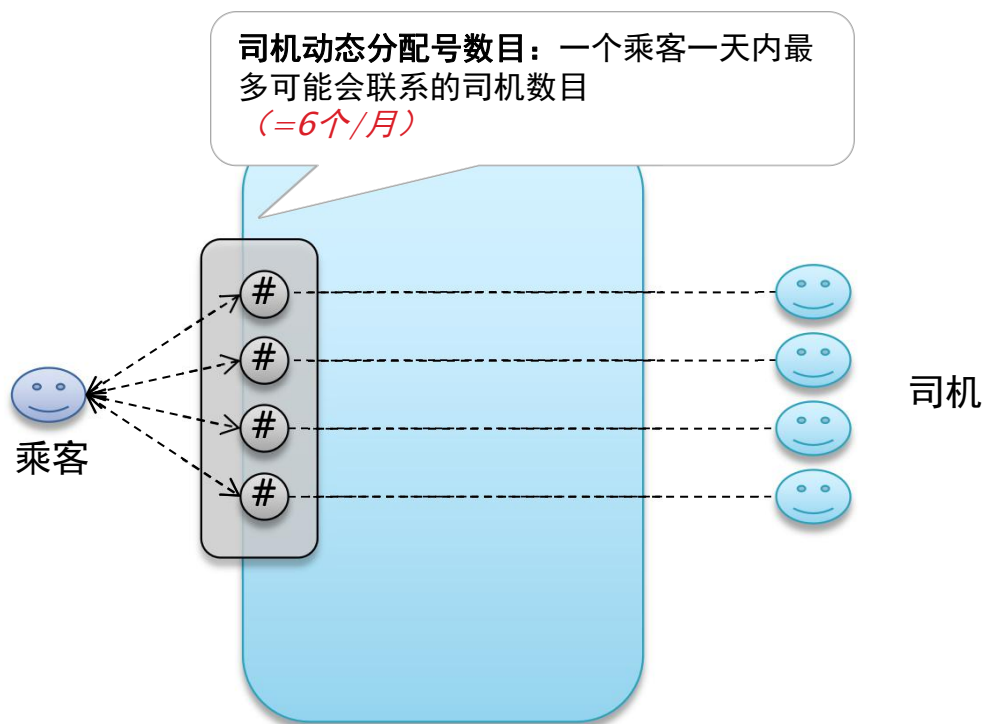 司机动态分配号数目：一个乘客一天内最
多可能会联系的司机数目
（=6个/月）
#
#
#
#
乘客
司机